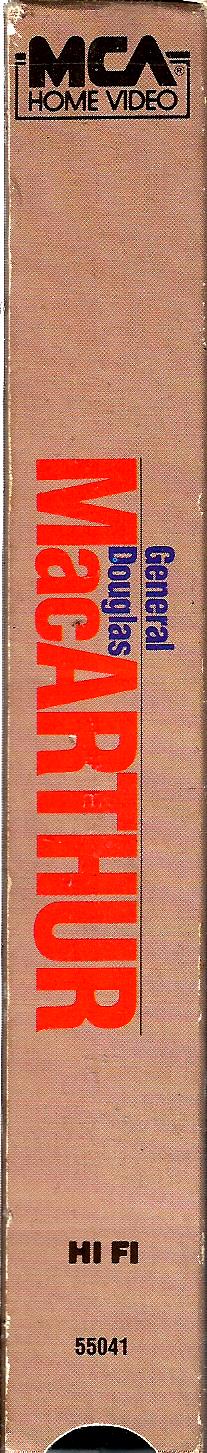 MCA®
HOME VIDEO
General
Douglas
MacARTHUR
HI FI
55041